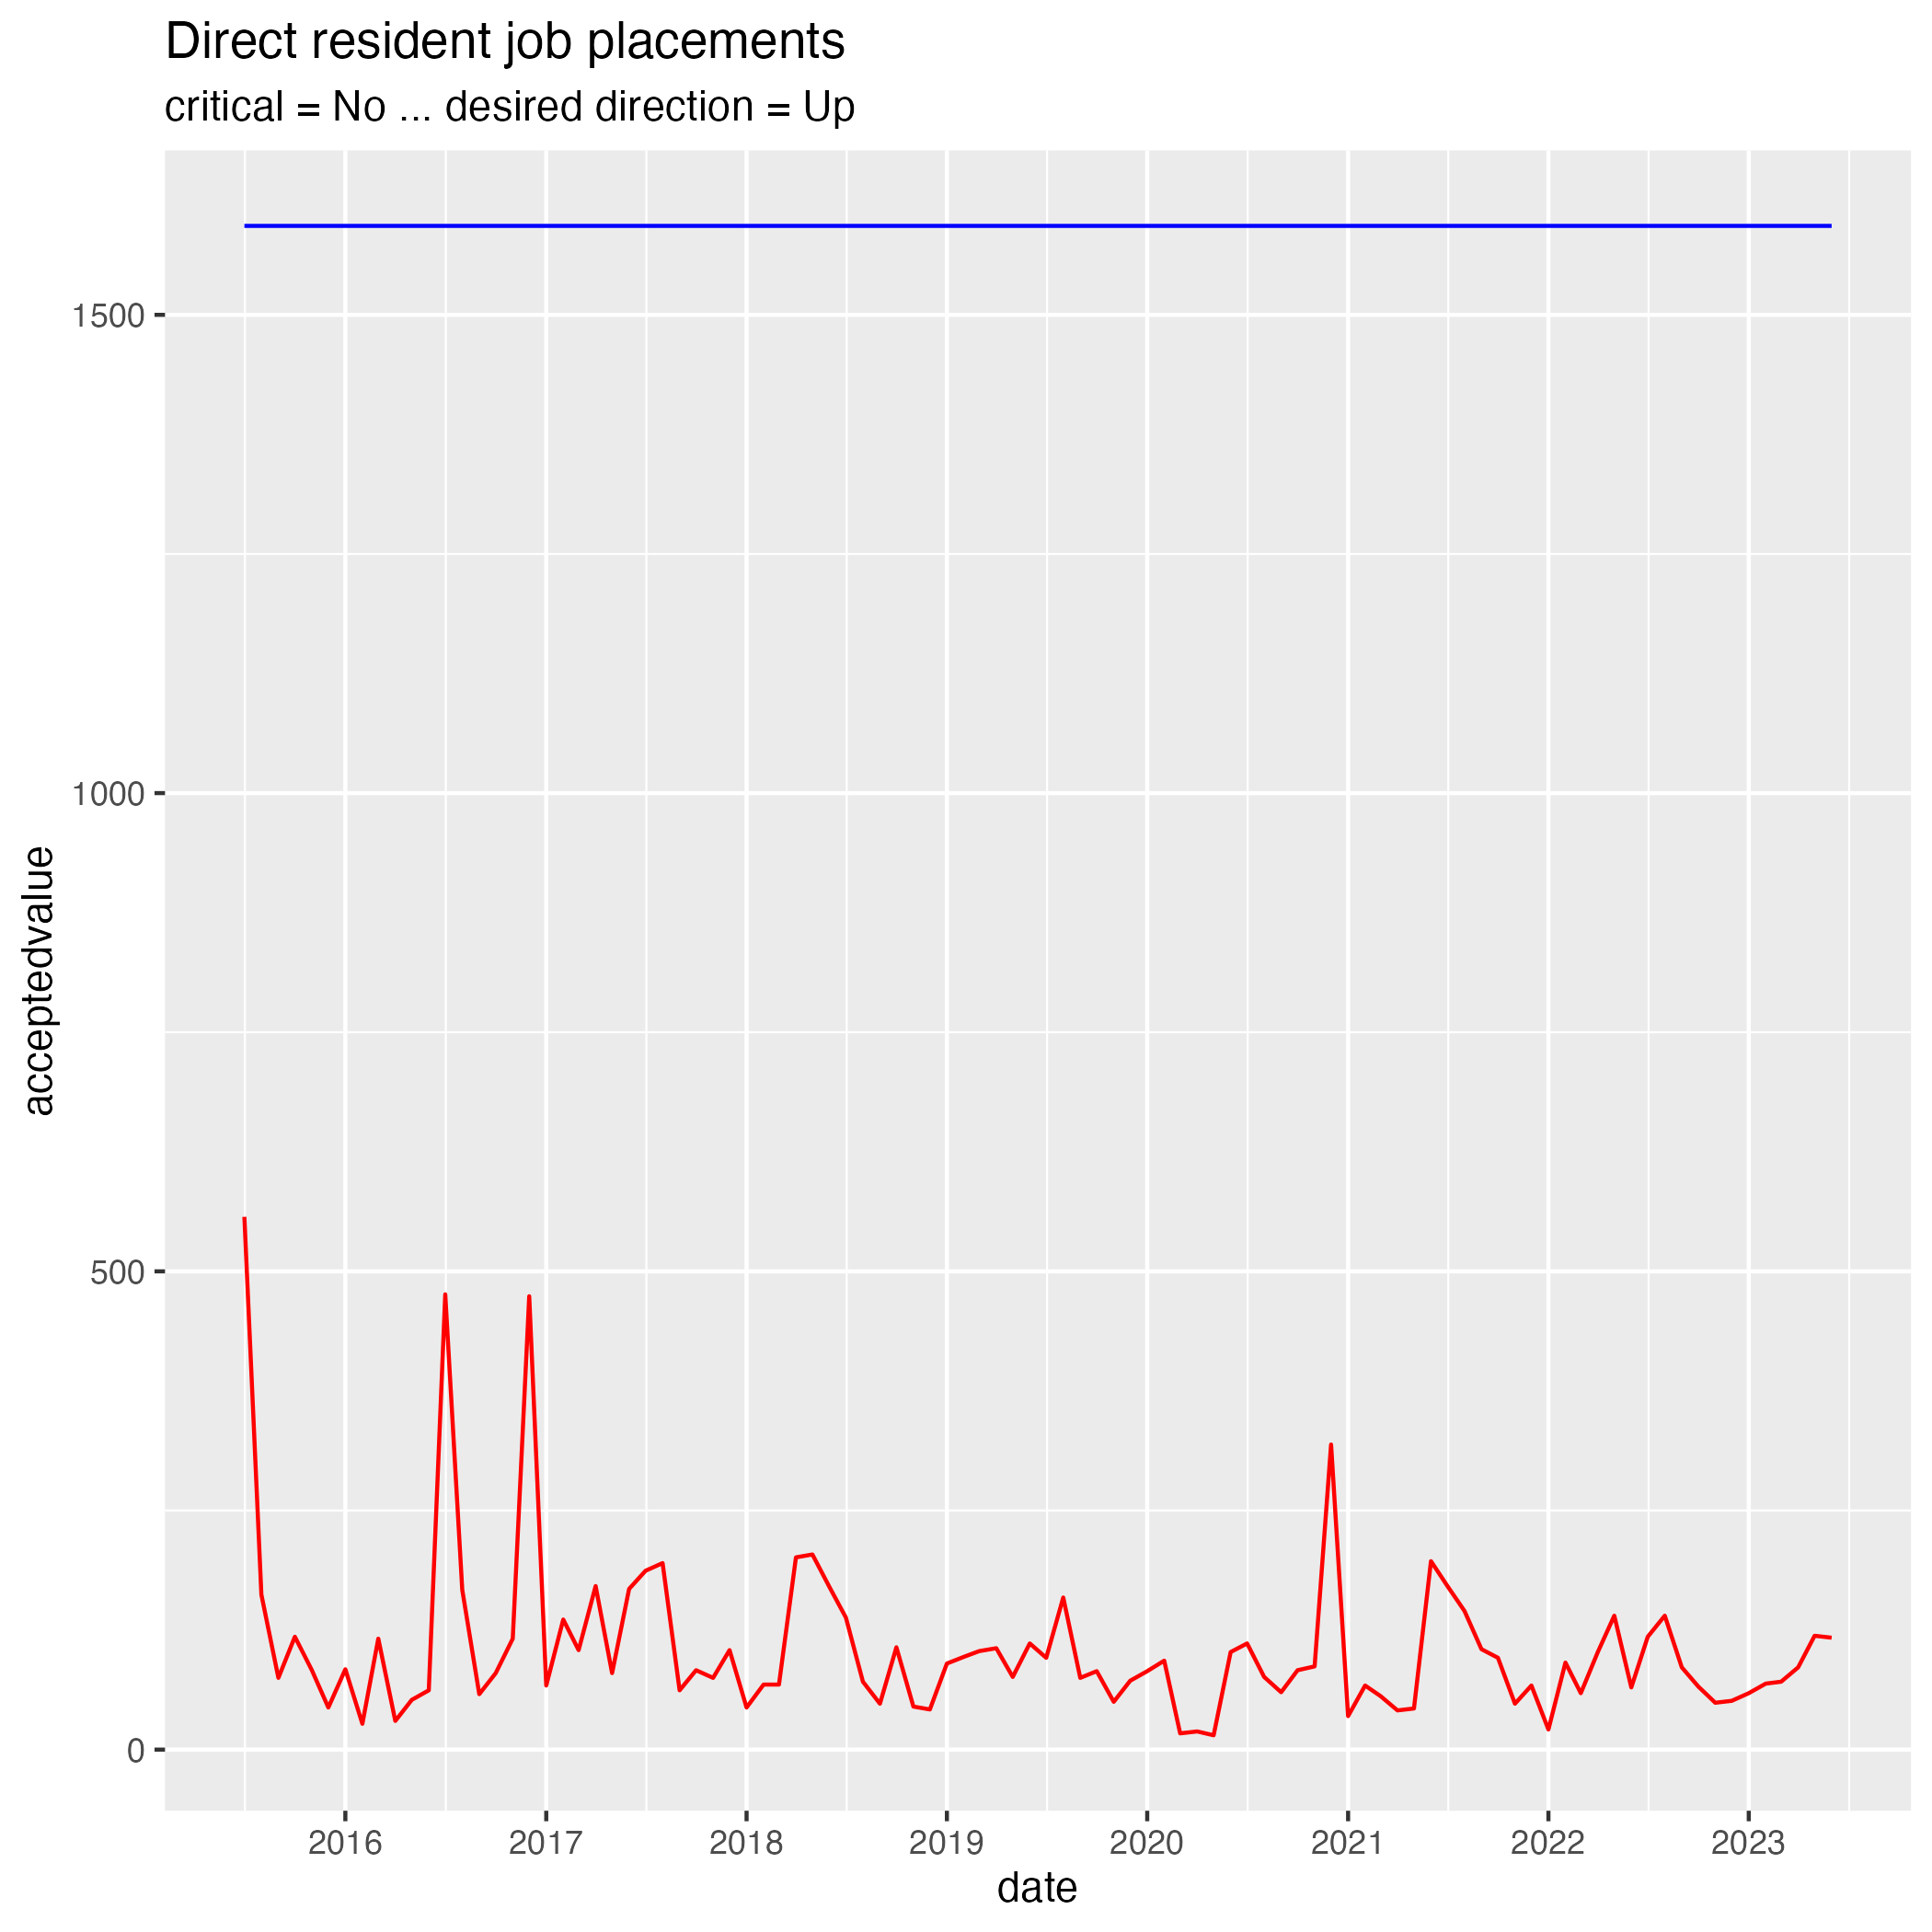 Direct resident job placements
critical = No ... desired direction = Up
1500
1000
500
0
acceptedvalue
2016 2017 2018 2019 2020 2021 2022 2023
date